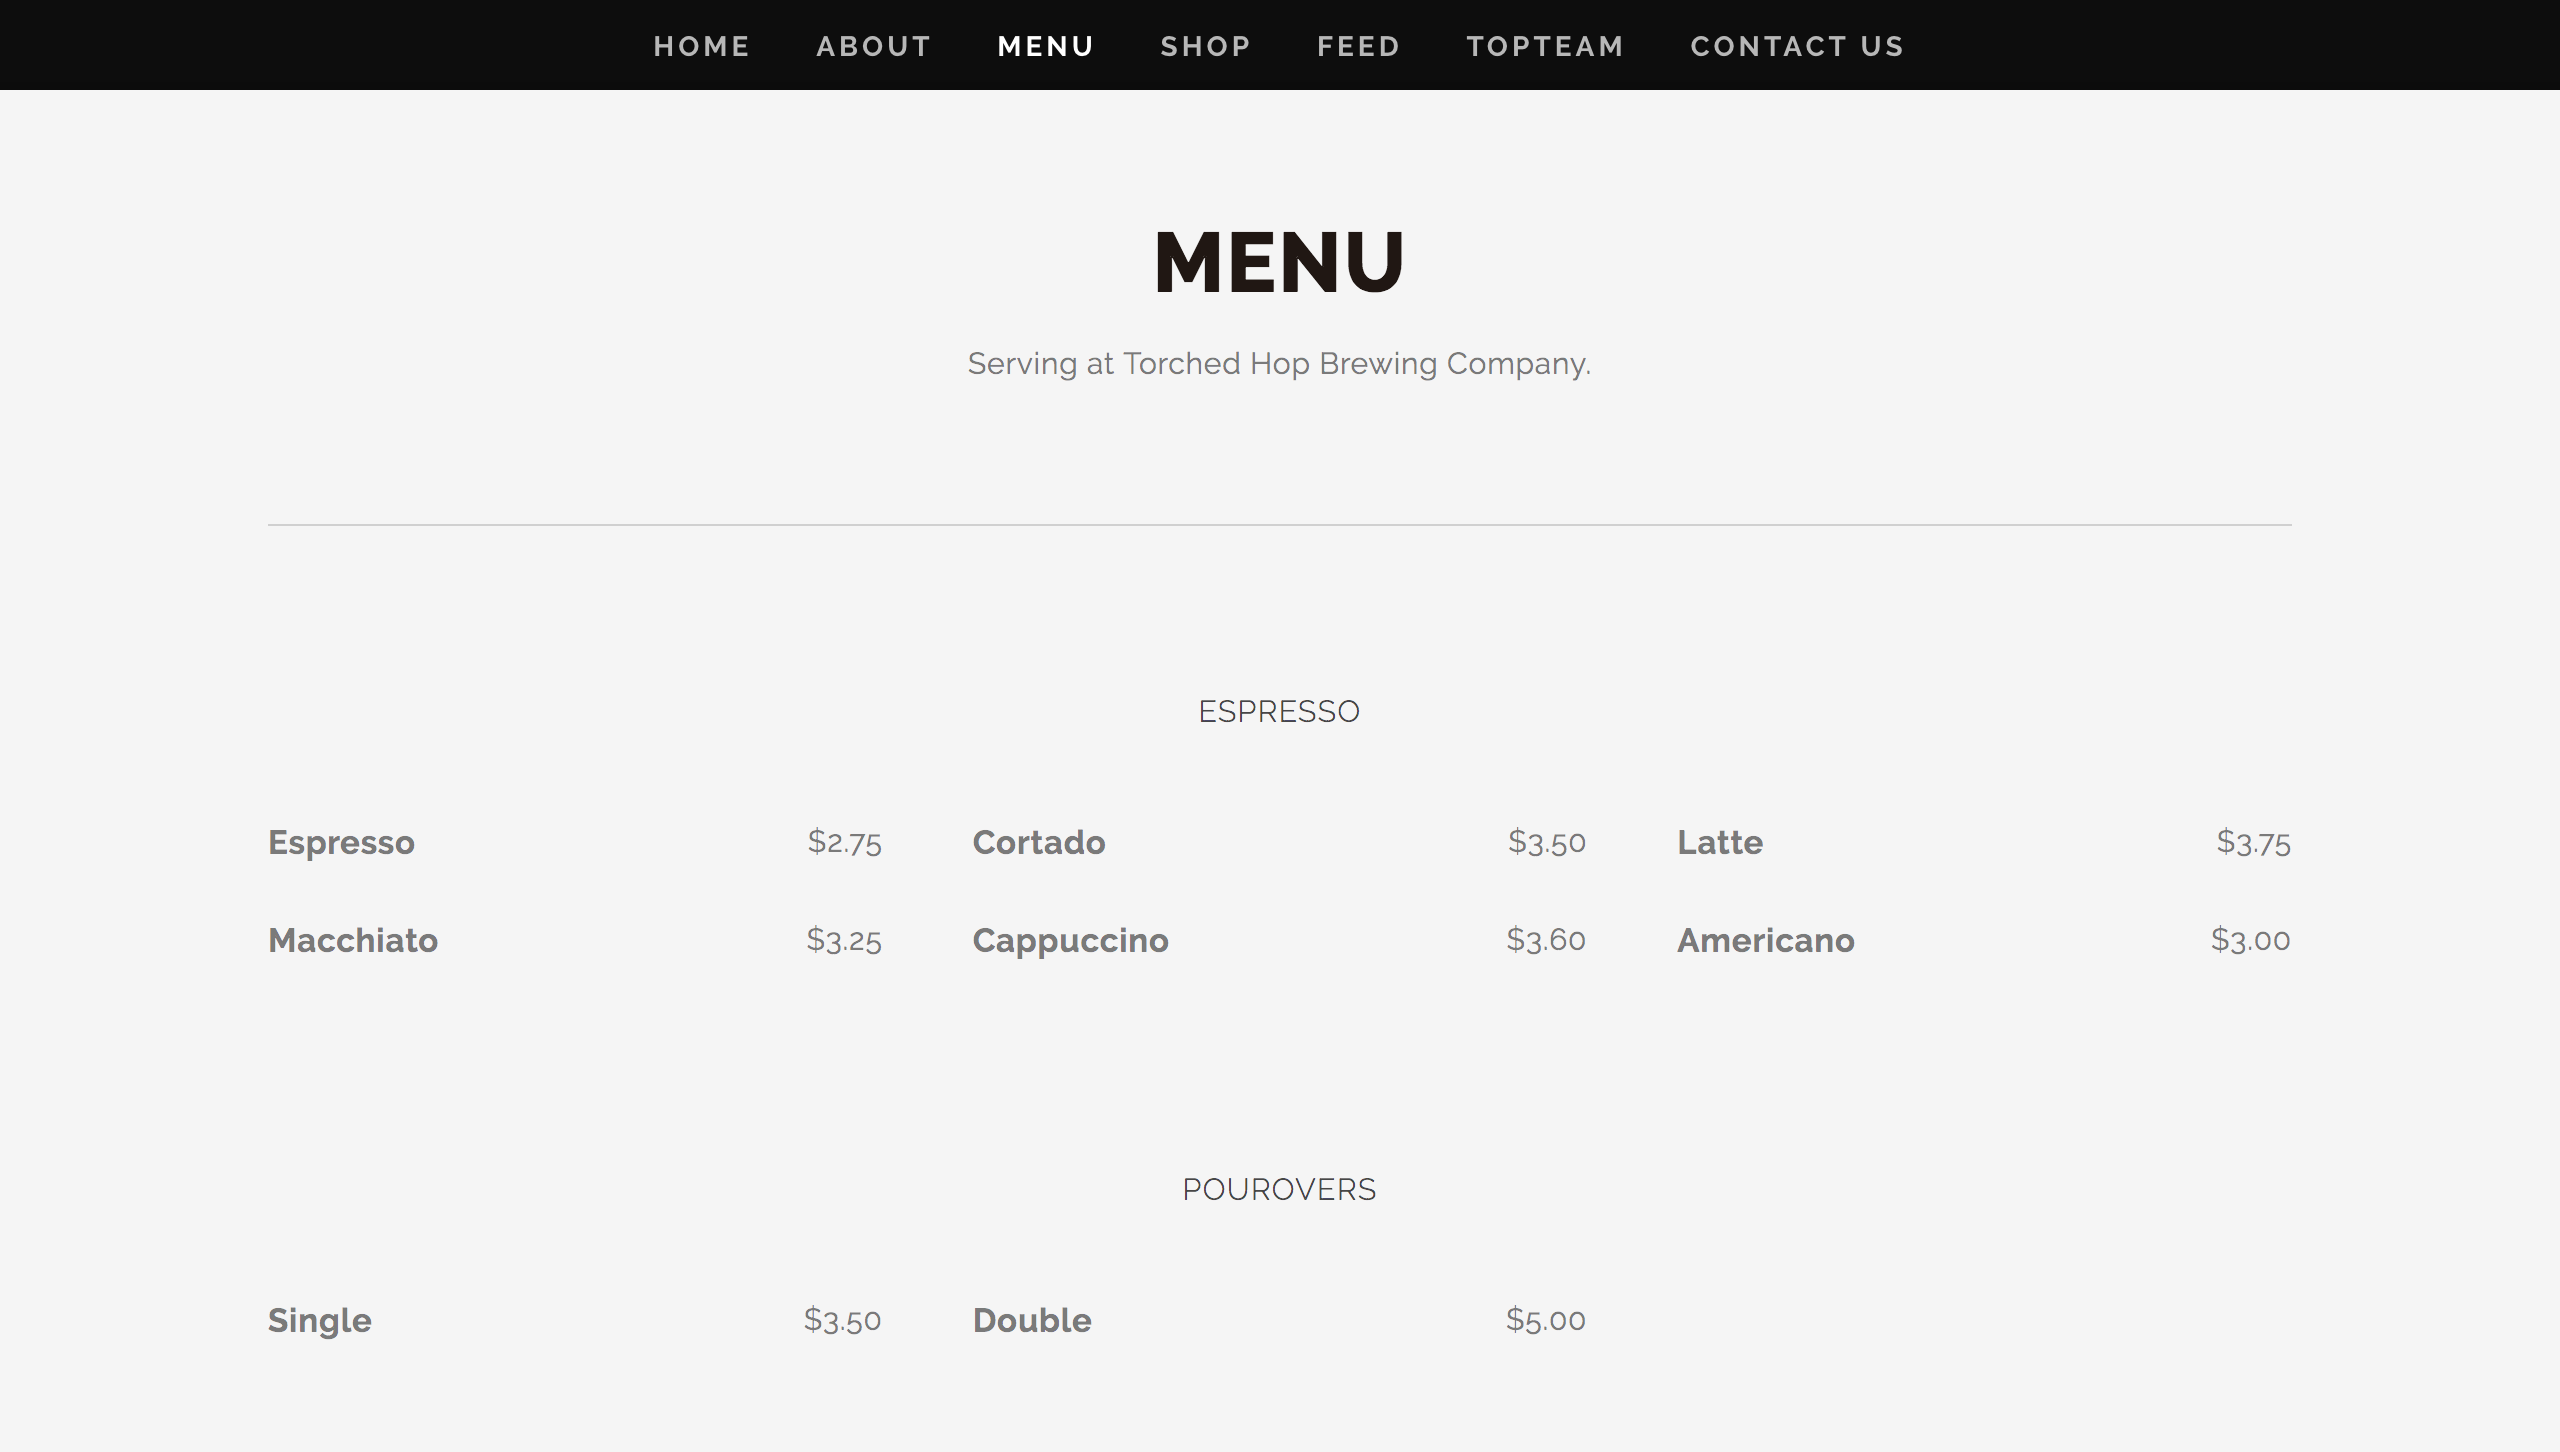 HOME ABOUT MENU SHOP FEED TOPTEAM CONTACT US
MENU
Serving at Torched Hop Brewing Company.
ESPRESSO
Espresso $2.75 Cortado $3.50 Latte $3.75
Macchiato $3.25 Cappuccino $3.60 Americano $3.00
POUROVERS
Single $3.50 Double $5.00